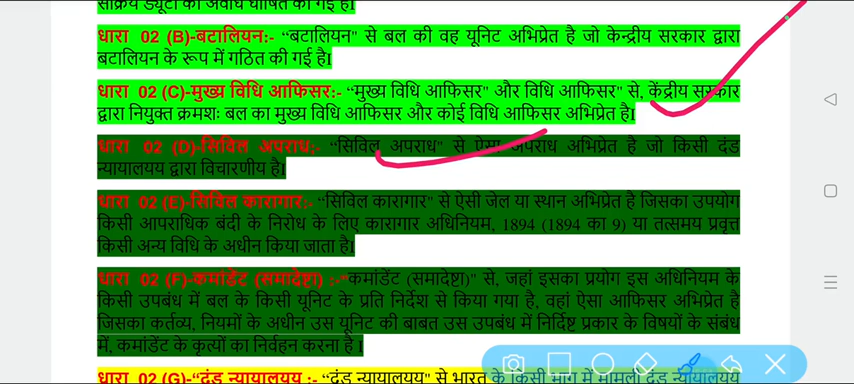 सक्रिय ड्यूटी की अवधि घोषित की गई है।
धारा 02 (B)-बटालियन:- “बटालियन" से बल की वह यूनिट अभिप्रेत है जो केन्द्रीय सरकार द्वारा
बटालियन के रूप में गठित की गई है।
धारा 02 (C)-मुख्य विधि आफिसर:- “मुख्य विधि आफिसर" और विधि आफिसर" से, केंद्रीय सरकार
द्वारा नियुक्त क्रमशः बल का मुख्य विधि आफिसर और कोई विधि आफिसर अभिप्रेत है।
धारा 02 (D)-सिविल अपराध:- “सिविल अपराध" से ऐसा अपराध अभिप्रेत है जो किसी दंड
न्यायालयय द्वारा विचारणीय है।
धारा 02 (E)-सिविल कारागार:- “सिविल कारागार" से ऐसी जेल या स्थान अभिप्रेत है जिसका उपयोग
किसी आपराधिक बंदी के निरोध के लिए कारागार अधिनियम, 1894 (1894 का 9) या तत्समय प्रवृत्त
किसी अन्य विधि के अधीन किया जाता है।
धारा 02 (F)-कमांडेंट (समादेष्टा) :-“कमांडेंट (समादेष्टा)" से, जहां इसका प्रयोग इस अधिनियम के
किसी उपबंध में बल के किसी यूनिट के प्रति निर्देश से किया गया है, वहां ऐसा आफिसर अभिप्रेत है
जिसका कर्तव्य, नियमों के अधीन उस यूनिट की बाबत उस उपबंध में निर्दिष्ट प्रकार के विषयों के संबंध
में, कमांडेंट के कृत्यों का निर्वहन करना है ।
धारा 02 (G)-"दंड न्यायालयय :- “दंड न्यायालयय" से भारत के किसी भाग में मामूली दंड न्यायालयय